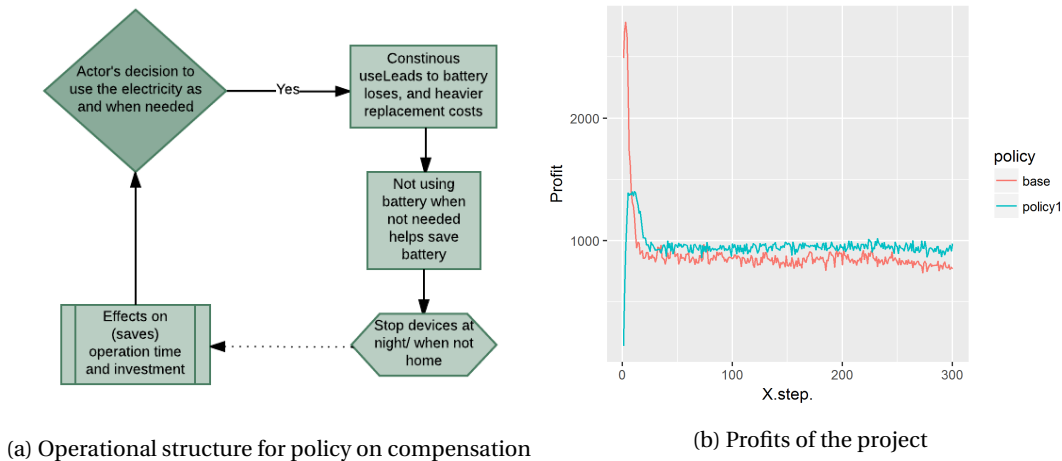 Actor's decision to
use the electricity as
and when needed
Yes
Constinous
useLeads to battery
loses, and heavier
replacement costs
Not using
battery when
not needed
helps save
battery
Stop devices at
night/ when not
home
Effects on
(saves)
operation time
and investment
(a) Operational structure for policy on compensation
Profit
2000
1000
0
100
200
300
X.step.
policy
base
policy1
(b) Profits of the project